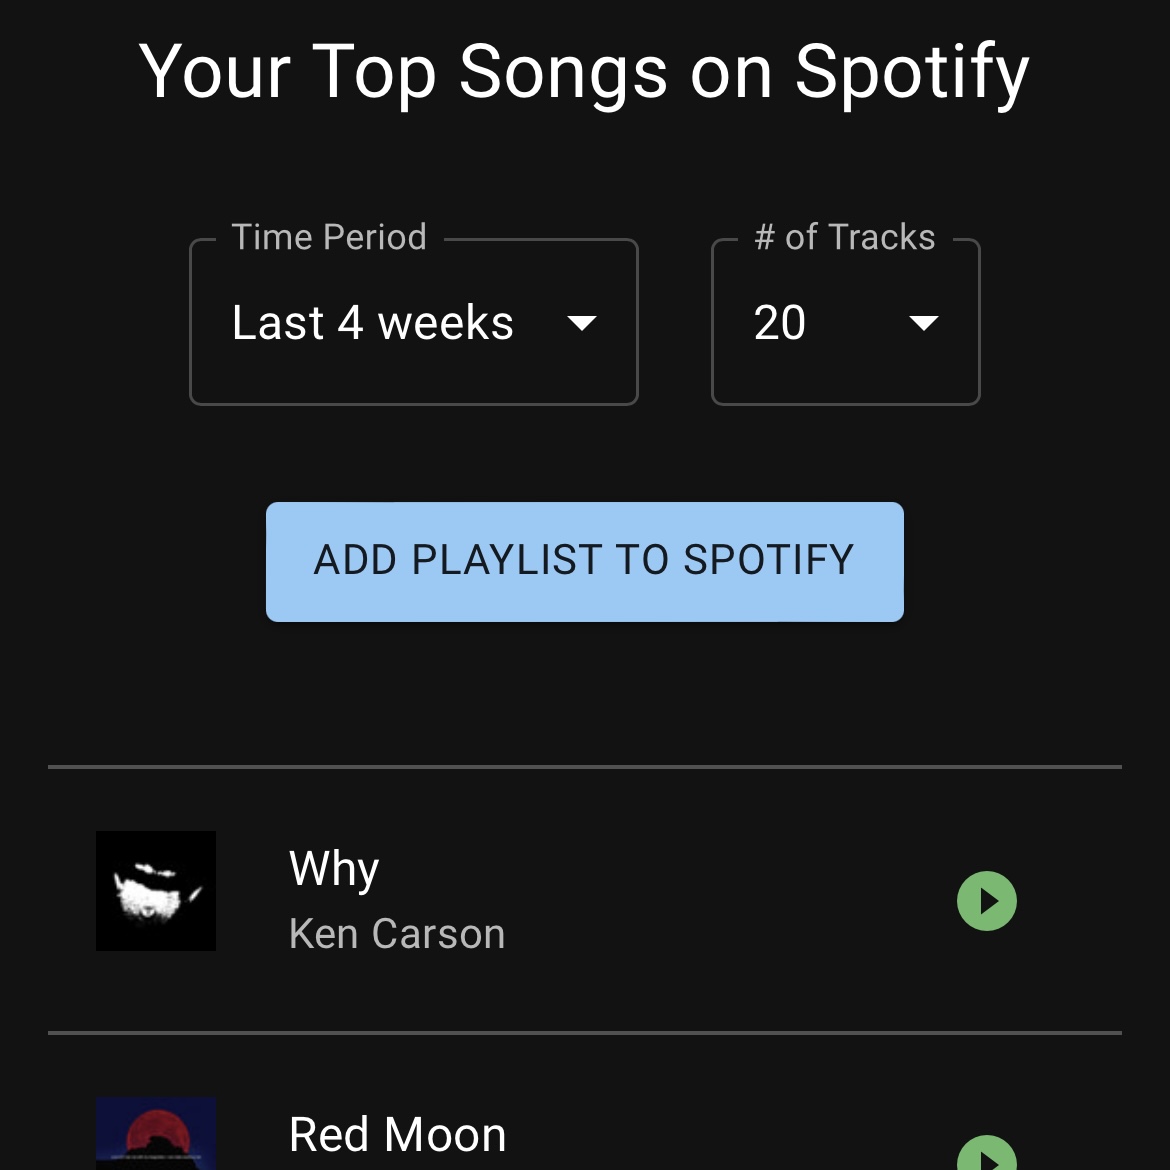 Your Top Songs on Spotify
Time Period
# of Tracks
Last 4 weeks
20
ADD PLAYLIST TO SPOTIFY
Why
Ken Carson
Red Moon